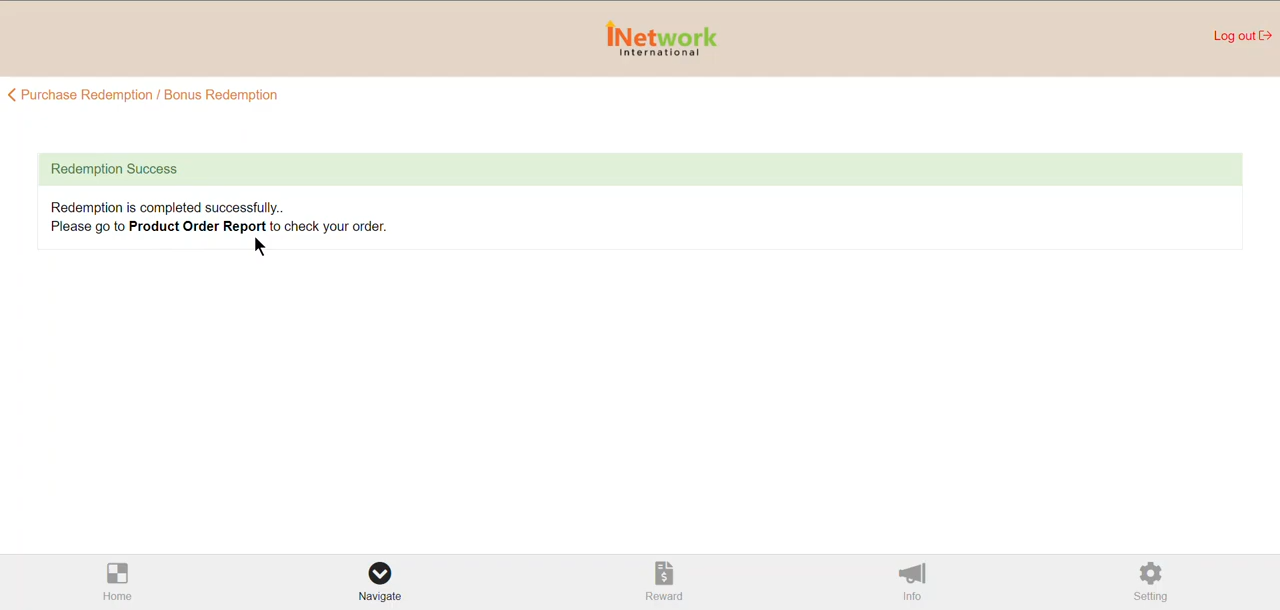 iNetwork
International
Log out
Purchase Redemption / Bonus Redemption
Redemption Success
Redemption is completed successfully..
Please go to Product Order Report to check your order.
Home
Navigate
Reward
Info
Setting